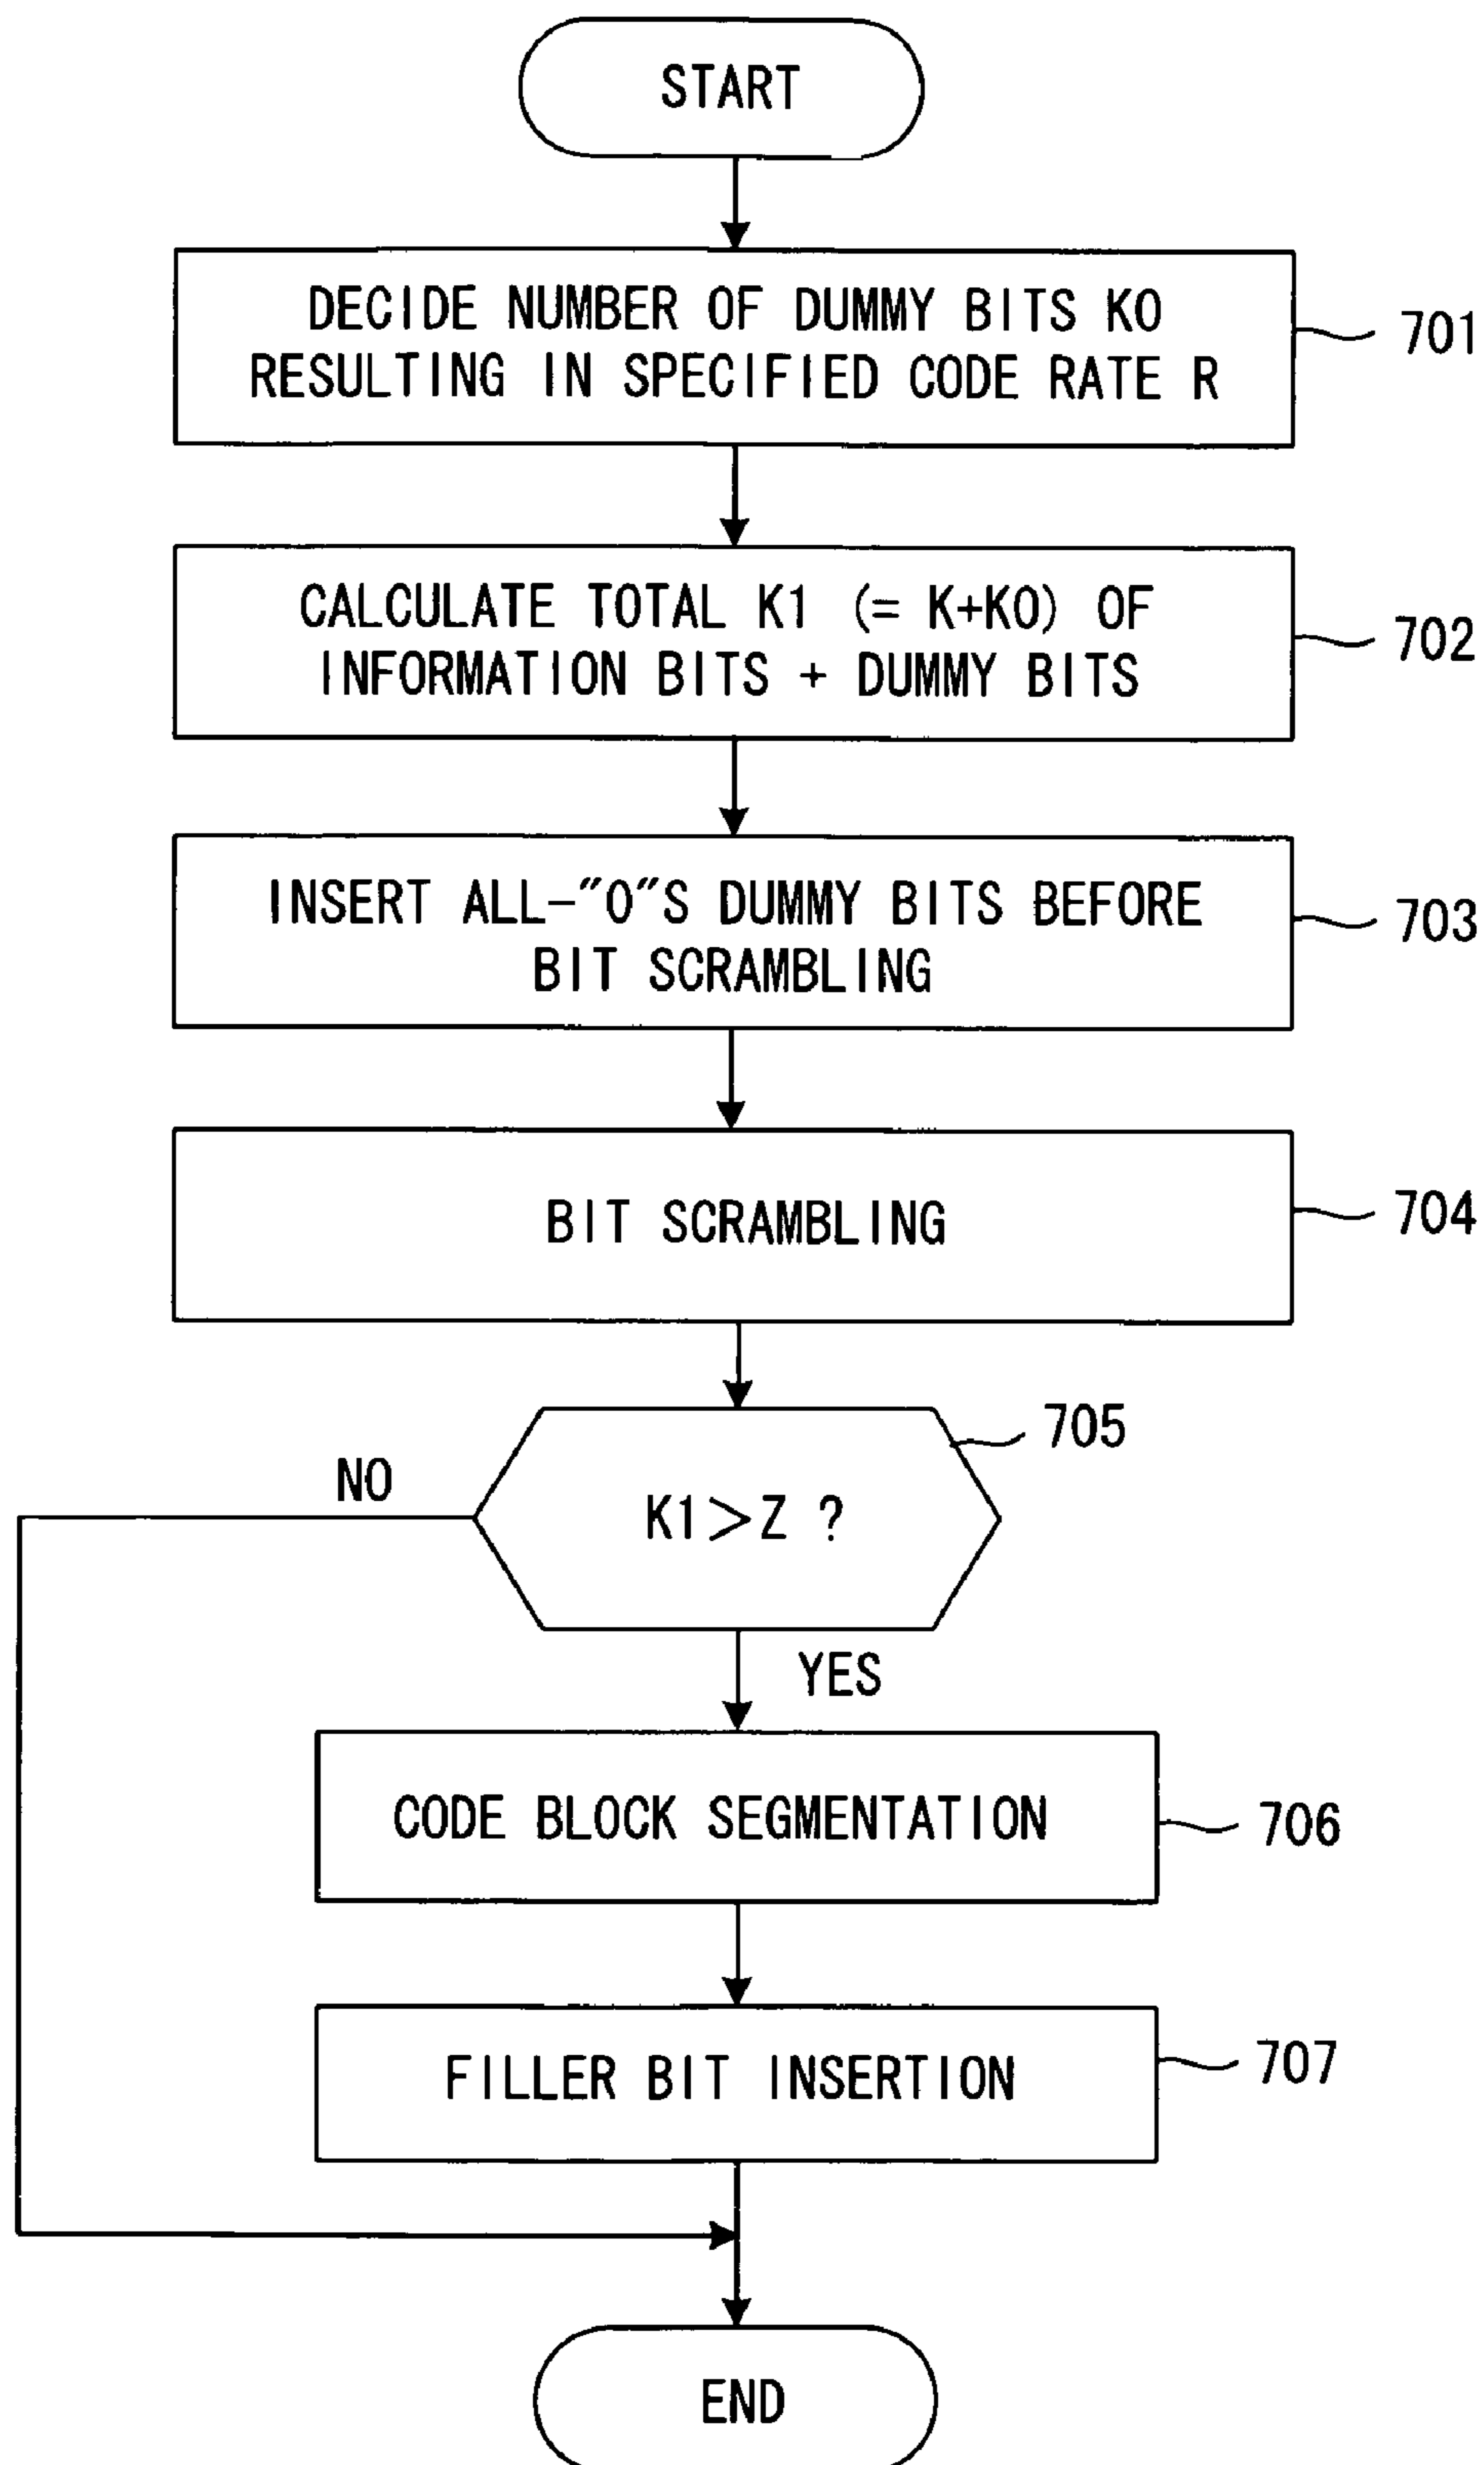 START
DECIDE NUMBER OF DUMMY BITS K0
RESULTING IN SPECIFIED CODE RATE R
701
CALCULATE TOTAL K1 (= K+K0) OF
INFORMATION BITS + DUMMY BITS
702
INSERT ALL-"0"S DUMMY BITS BEFORE
BIT SCRAMBLING
703
BIT SCRAMBLING
704
705
NO
K1>Z ?
YES
CODE BLOCK SEGMENTATION
706
FILLER BIT INSERTION
707
END